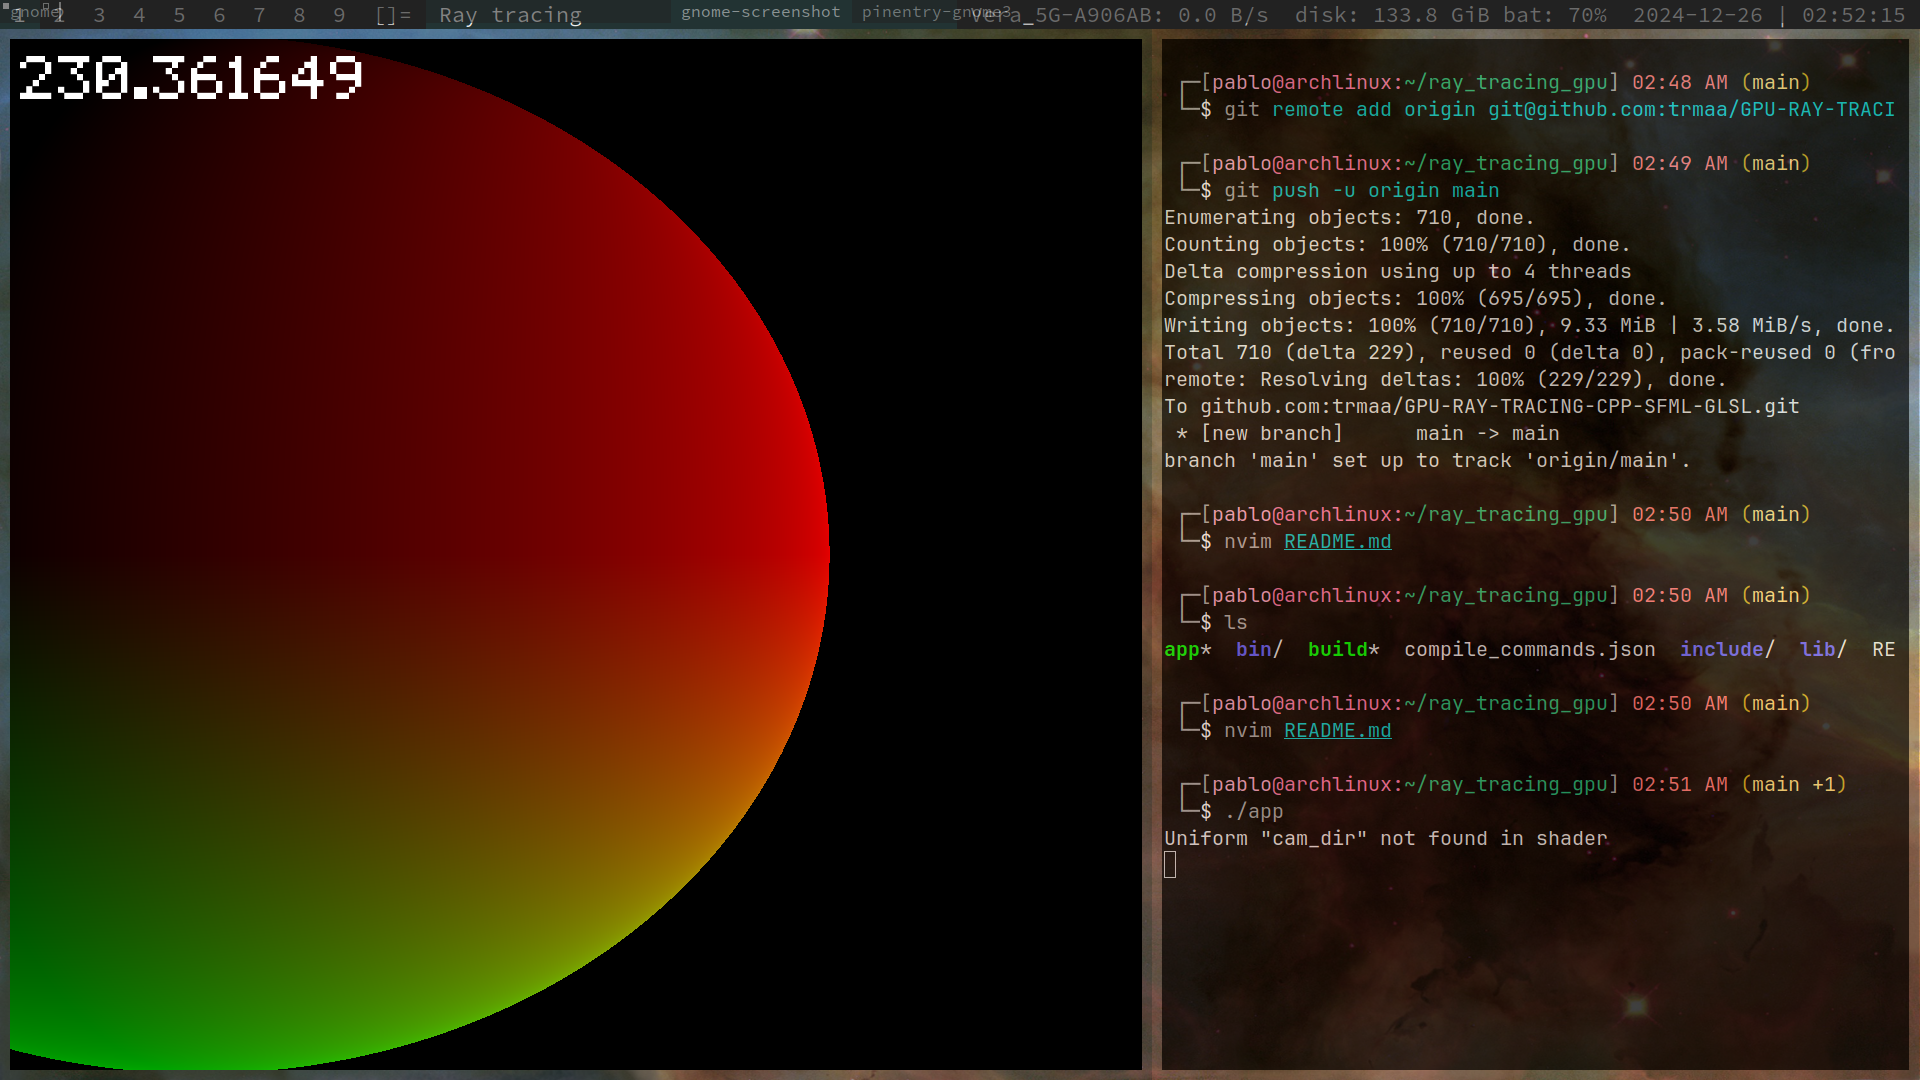 1 2 3 4 5 6 7 8 9 []= Ray tracing gnome-screenshot pinentry-gnome3 Vera_5G-A906AB: 0.0 B/s disk: 133.8 GiB bat: 70% 2024-12-26 | 02:52:15
230.361649
[pablo@archlinux:~/ray_tracing_gpu] 02:48 AM (main)
$ git remote add origin git@github.com:trmaa/GPU-RAY-TRACI
[pablo@archlinux:~/ray_tracing_gpu] 02:49 AM (main)
$ git push -u origin main
Enumerating objects: 710, done.
Counting objects: 100% (710/710), done.
Delta compression using up to 4 threads
Compressing objects: 100% (695/695), done.
Writing objects: 100% (710/710), 9.33 MiB | 3.58 MiB/s, done.
Total 710 (delta 229), reused 0 (delta 0), pack-reused 0 (fro
remote: Resolving deltas: 100% (229/229), done.
To github.com:trmaa/GPU-RAY-TRACING-CPP-SFML-GLSL.git
* [new branch] main -> main
branch 'main' set up to track 'origin/main'.
[pablo@archlinux:~/ray_tracing_gpu] 02:50 AM (main)
$ nvim README.md
[pablo@archlinux:~/ray_tracing_gpu] 02:50 AM (main)
$ ls
app* bin/ build* compile_commands.json include/ lib/ RE
[pablo@archlinux:~/ray_tracing_gpu] 02:50 AM (main)
$ nvim README.md
[pablo@archlinux:~/ray_tracing_gpu] 02:51 AM (main +1)
$ ./app
Uniform "cam_dir" not found in shader